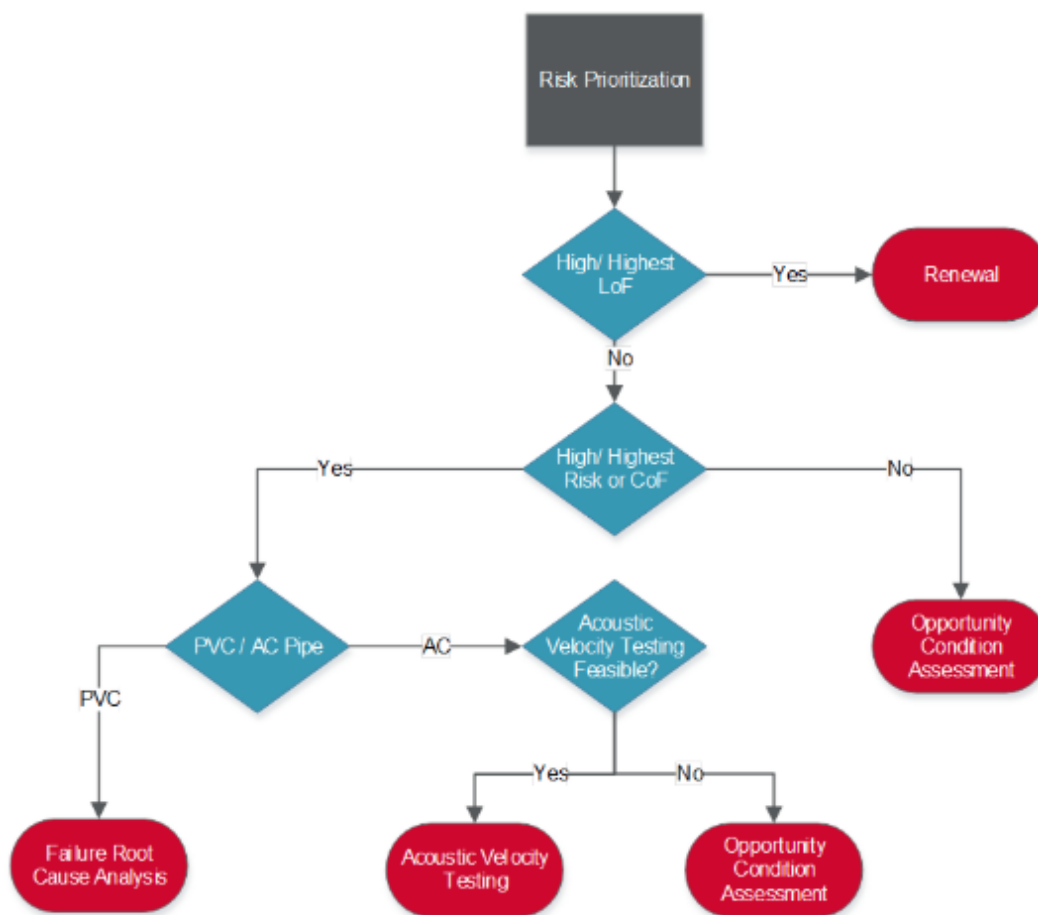 Risk Prioritization
High/ Highest
LoF
Yes
Renewal
No
High/ Highest
Risk or CoF
Yes
No
PVC / AC Pipe
AC
Acoustic
Velocity Testing
Feasible?
Opportunity
Condition
Assessment
PVC
Yes
No
Failure Root
Cause Analysis
Acoustic Velocity
Testing
Opportunity
Condition
Assessment